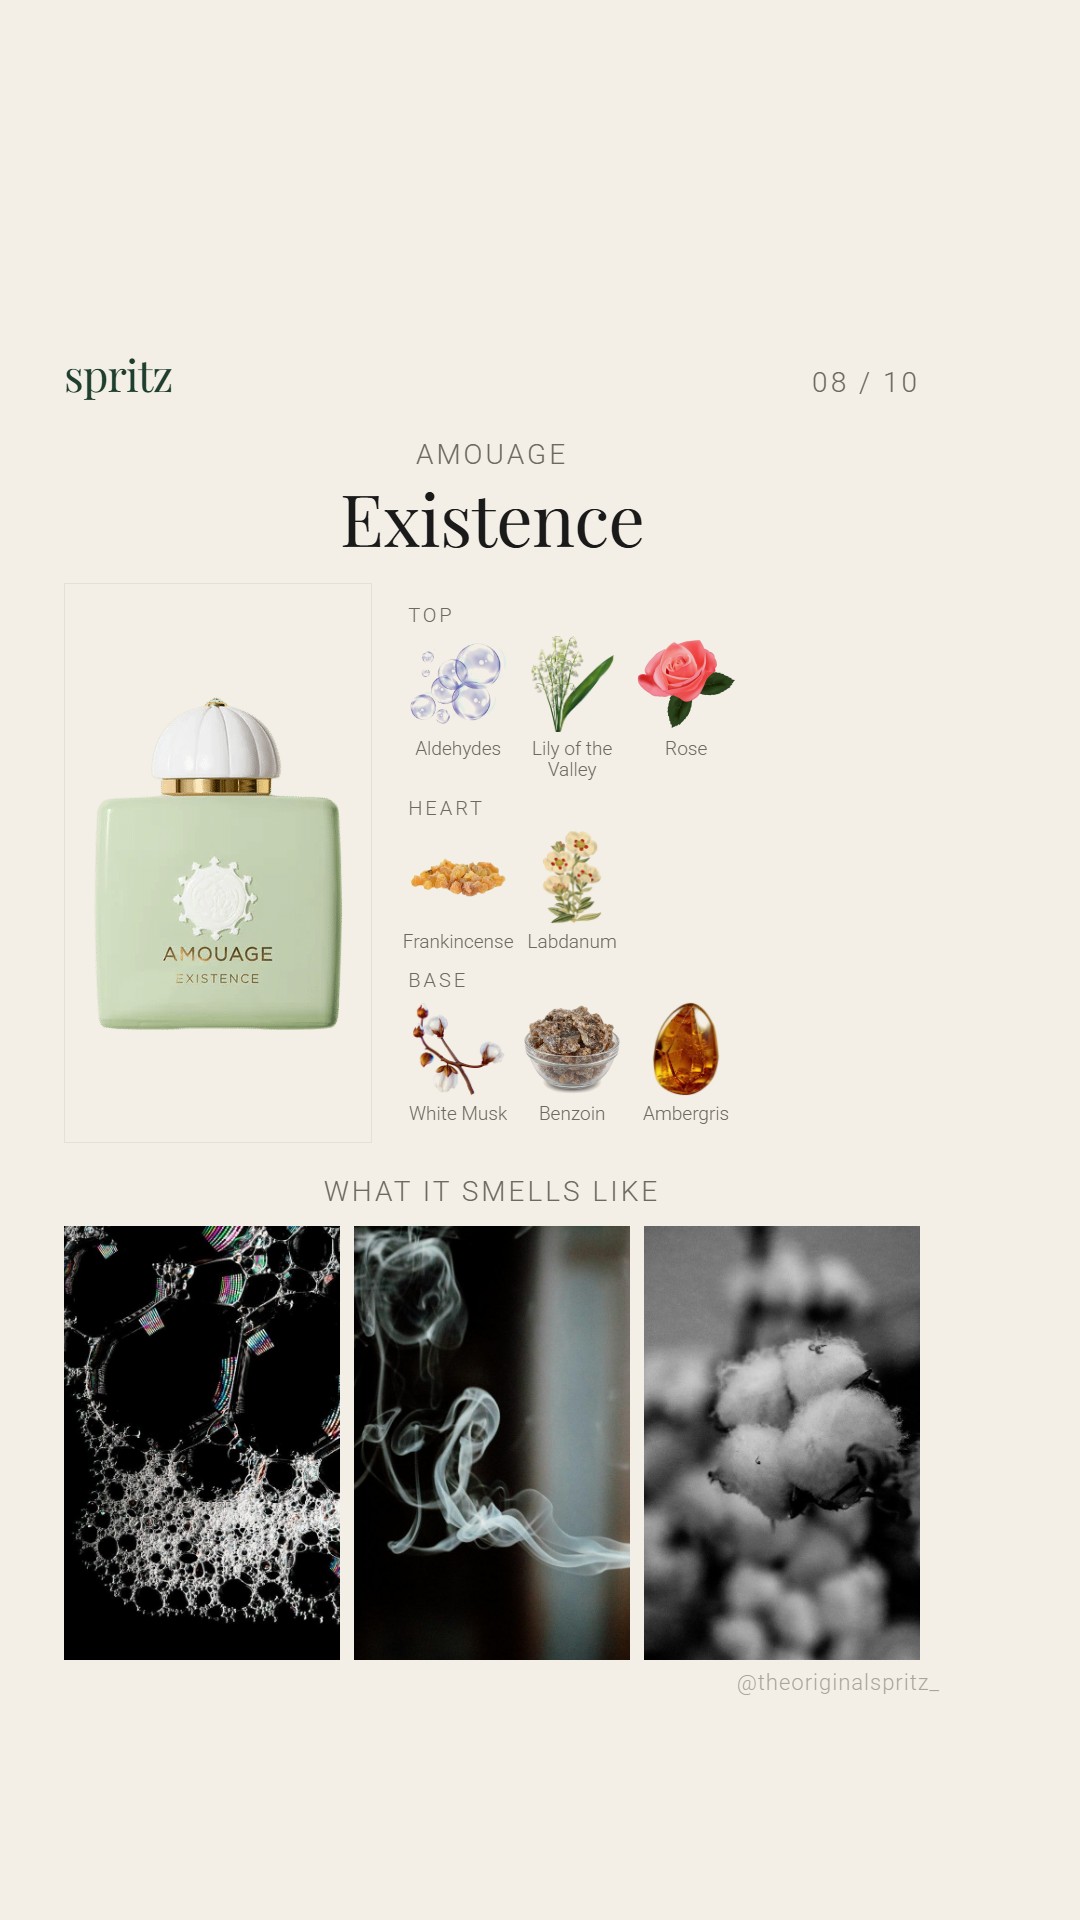 spritz
08 / 10
AMOUAGE
Existence
TOP
Aldehydes
Lily of the
Valley
Rose
HEART
Frankincense
Labdanum
BASE
White Musk
Benzoin
Ambergris
AMOUAGE
EXISTENCE
WHAT IT SMELLS LIKE
@theoriginalspritz_